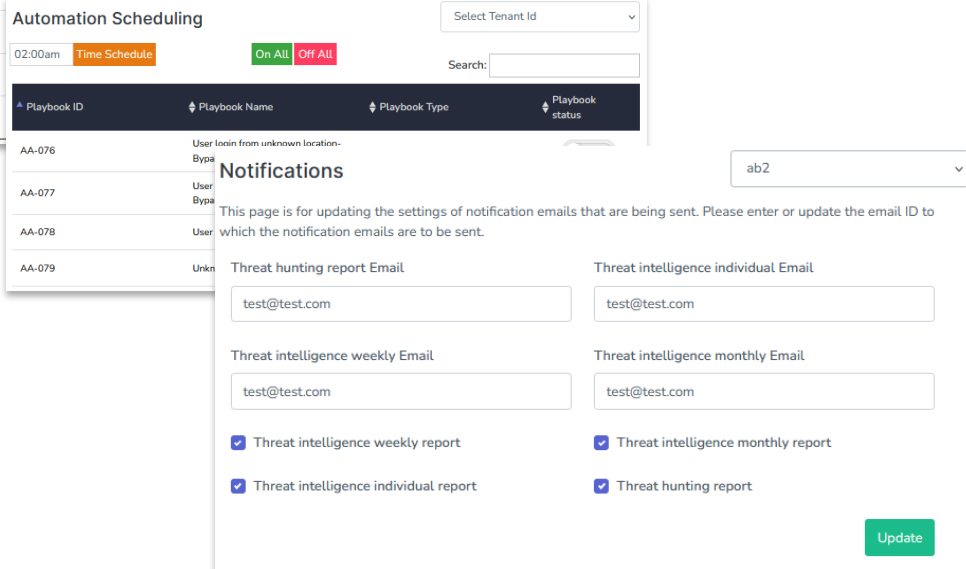 Automation Scheduling
Select Tenant Id
02:00am Time Schedule
On All Off All
Search:
Playbook ID Playbook Name Playbook Type Playbook
status
AA-076
User login from unknown location-
AA-077
User
AA-078
User
AA-079
Notifications
ab2
This page is for updating the settings of notification emails that are being sent. Please enter or update the email ID to
which the notification emails are to be sent.
Threat hunting report Email
Threat intelligence individual Email
test@test.com
test@test.com
Threat intelligence weekly Email
Threat intelligence monthly Email
test@test.com
test@test.com
Threat intelligence weekly report
Threat intelligence monthly report
Threat intelligence individual report
Threat hunting report
Update